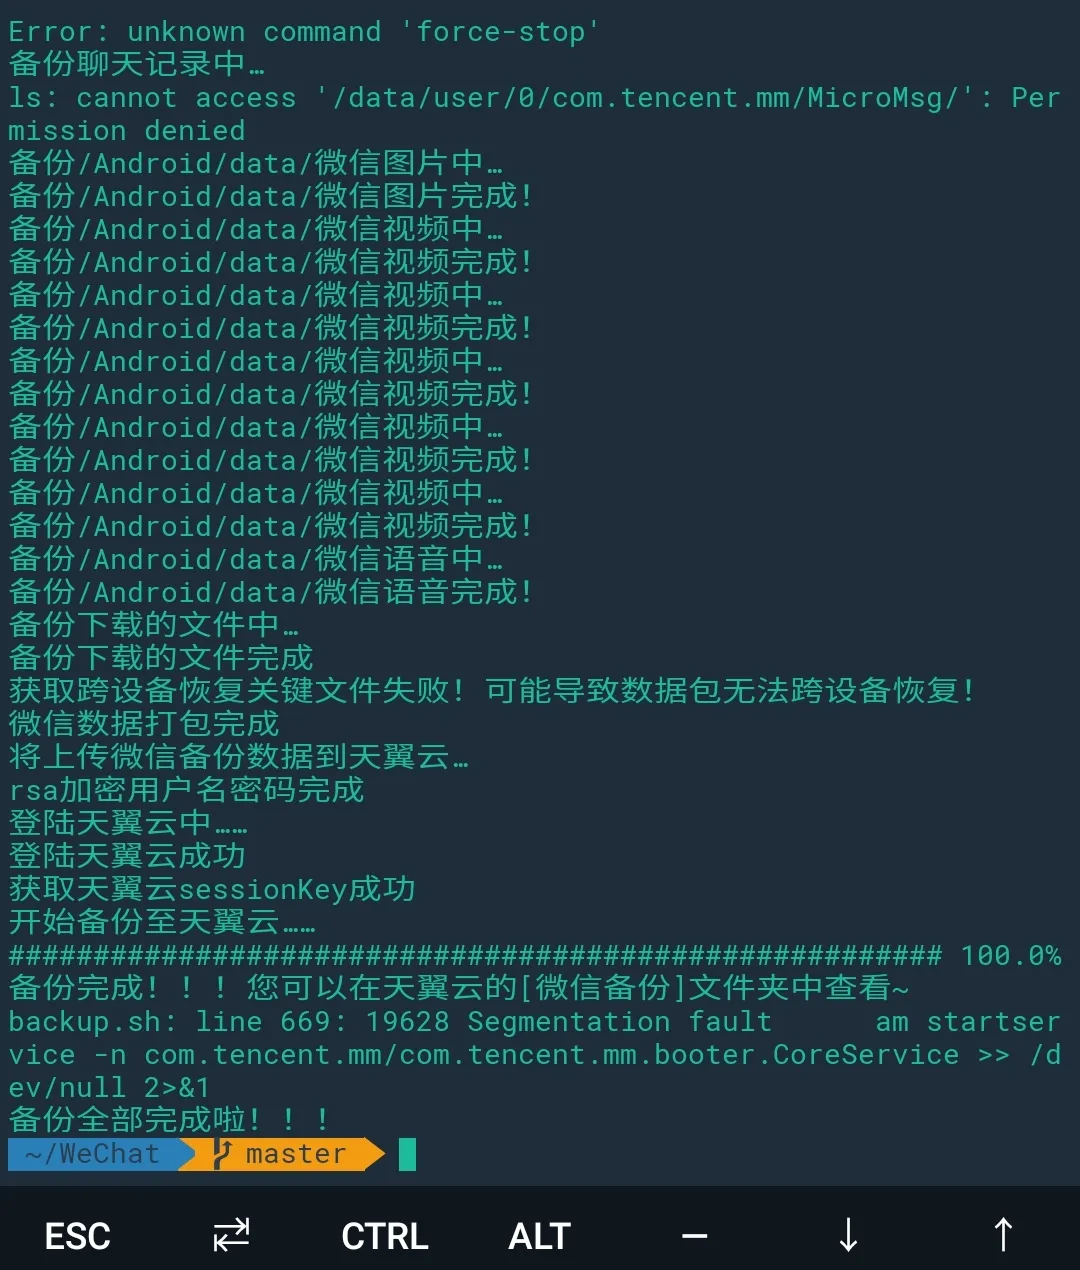 Error: unknown command 'force-stop'
备份聊天记录中…
ls: cannot access '/data/user/0/com.tencent.mm/MicroMsg/': Per
mission denied
备份/Android/data/微信图片中…
备份/Android/data/微信图片完成！
备份/Android/data/微信视频中…
备份/Android/data/微信视频完成！
备份/Android/data/微信视频中…
备份/Android/data/微信视频完成！
备份/Android/data/微信视频中…
备份/Android/data/微信视频完成！
备份/Android/data/微信视频中…
备份/Android/data/微信视频完成！
备份/Android/data/微信视频中…
备份/Android/data/微信视频完成！
备份/Android/data/微信语音中…
备份/Android/data/微信语音完成！
备份下载的文件中…
备份下载的文件完成
获取跨设备恢复关键文件失败！可能导致数据包无法跨设备恢复！
微信数据打包完成
将上传微信备份数据到天翼云…
rsa加密用户名密码完成
登陆天翼云中……
登陆天翼云成功
获取天翼云sessionKey成功
开始备份至天翼云……
####################################################### 100.0%
备份完成！！！您可以在天翼云的[微信备份]文件夹中查看~
backup.sh: line 669: 19628 Segmentation fault      am startser
vice -n com.tencent.mm/com.tencent.mm.booter.CoreService >> /d
ev/null 2>&1
备份全部完成啦！！！
~/WeChat master
ESC ⇄ CTRL ALT — ↓ ↑